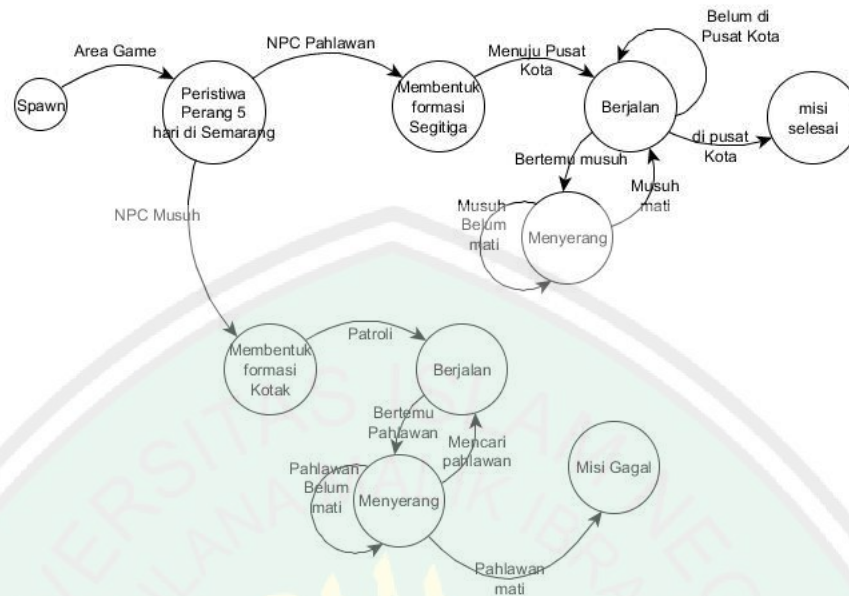 Area Game
Spawn
Peristiwa
Perang 5
hari di Semarang
NPC Pahlawan
Membentuk
formasi
Segitiga
Menuju Pusat
Kota
Berjalan
Belum di
Pusat Kota
di pusat
Kota
misi
selesai
Bertemu musuh
Musuh
mati
Musuh
Belum
mati
Menyerang
NPC Musuh
Membentuk
formasi
Kotak
Patroli
Berjalan
Bertemu
Pahlawan
Mencari
pahlawan
Pahlawan
Belum
mati
Menyerang
Misi Gagal
Pahlawan
mati